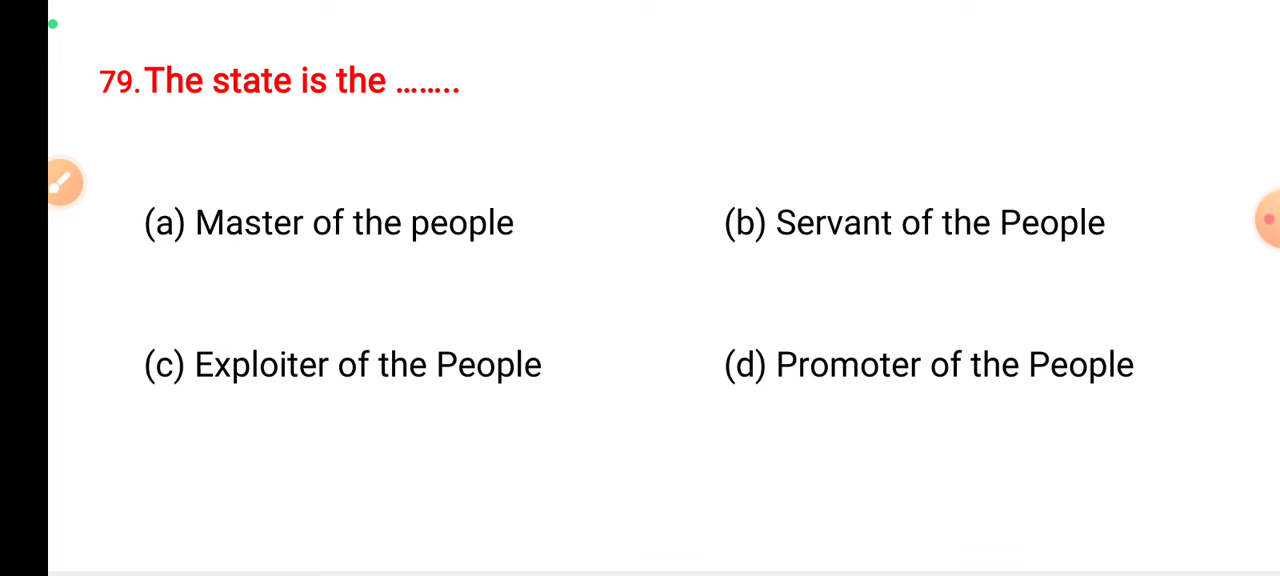 79. The state is the ........
(a) Master of the people (b) Servant of the People
(c) Exploiter of the People (d) Promoter of the People